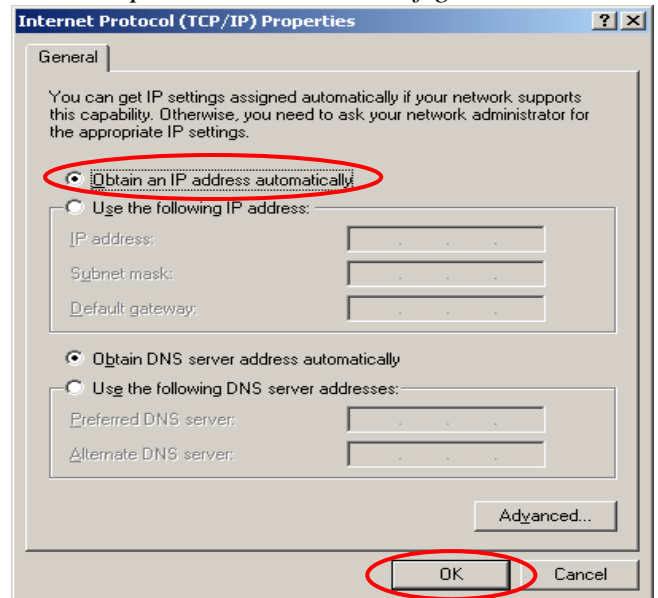 Internet Protocol (TCP/IP) Properties
General
You can get IP settings assigned automatically if your network supports
this capability. Otherwise, you need to ask your network administrator for
the appropriate IP settings.
Obtain an IP address automatically
Use the following IP address:
IP address:
Subnet mask:
Default gateway:
Obtain DNS server address automatically
Use the following DNS server addresses:
Preferred DNS server:
Alternate DNS server:
Advanced...
OK
Cancel